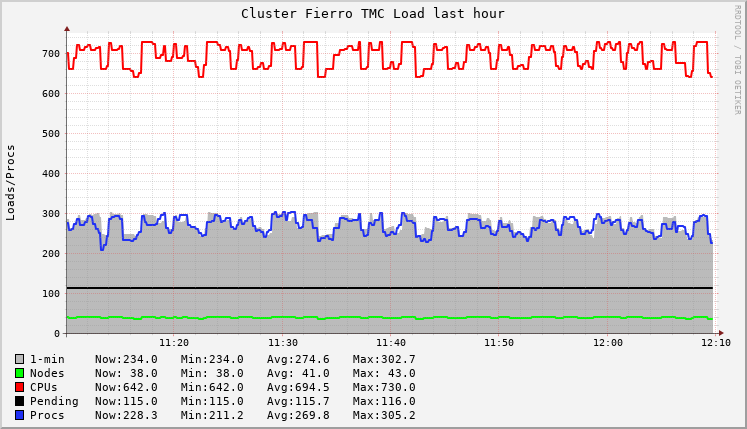 Cluster Fierro TMC Load last hour
RRDTOOL / TOBI OETIKER
Loads/Procs
700
600
500
400
300
200
100
0
11:20 11:30 11:40 11:50 12:00 12:10
1-min Now:234.0 Min:234.0 Avg:274.6 Max:302.7
Nodes Now: 38.0 Min: 38.0 Avg: 41.0 Max: 43.0
CPUs Now:642.0 Min:642.0 Avg:694.5 Max:730.0
Pending Now:115.0 Min:115.0 Avg:115.7 Max:116.0
Procs Now:228.3 Min:211.2 Avg:269.8 Max:305.2